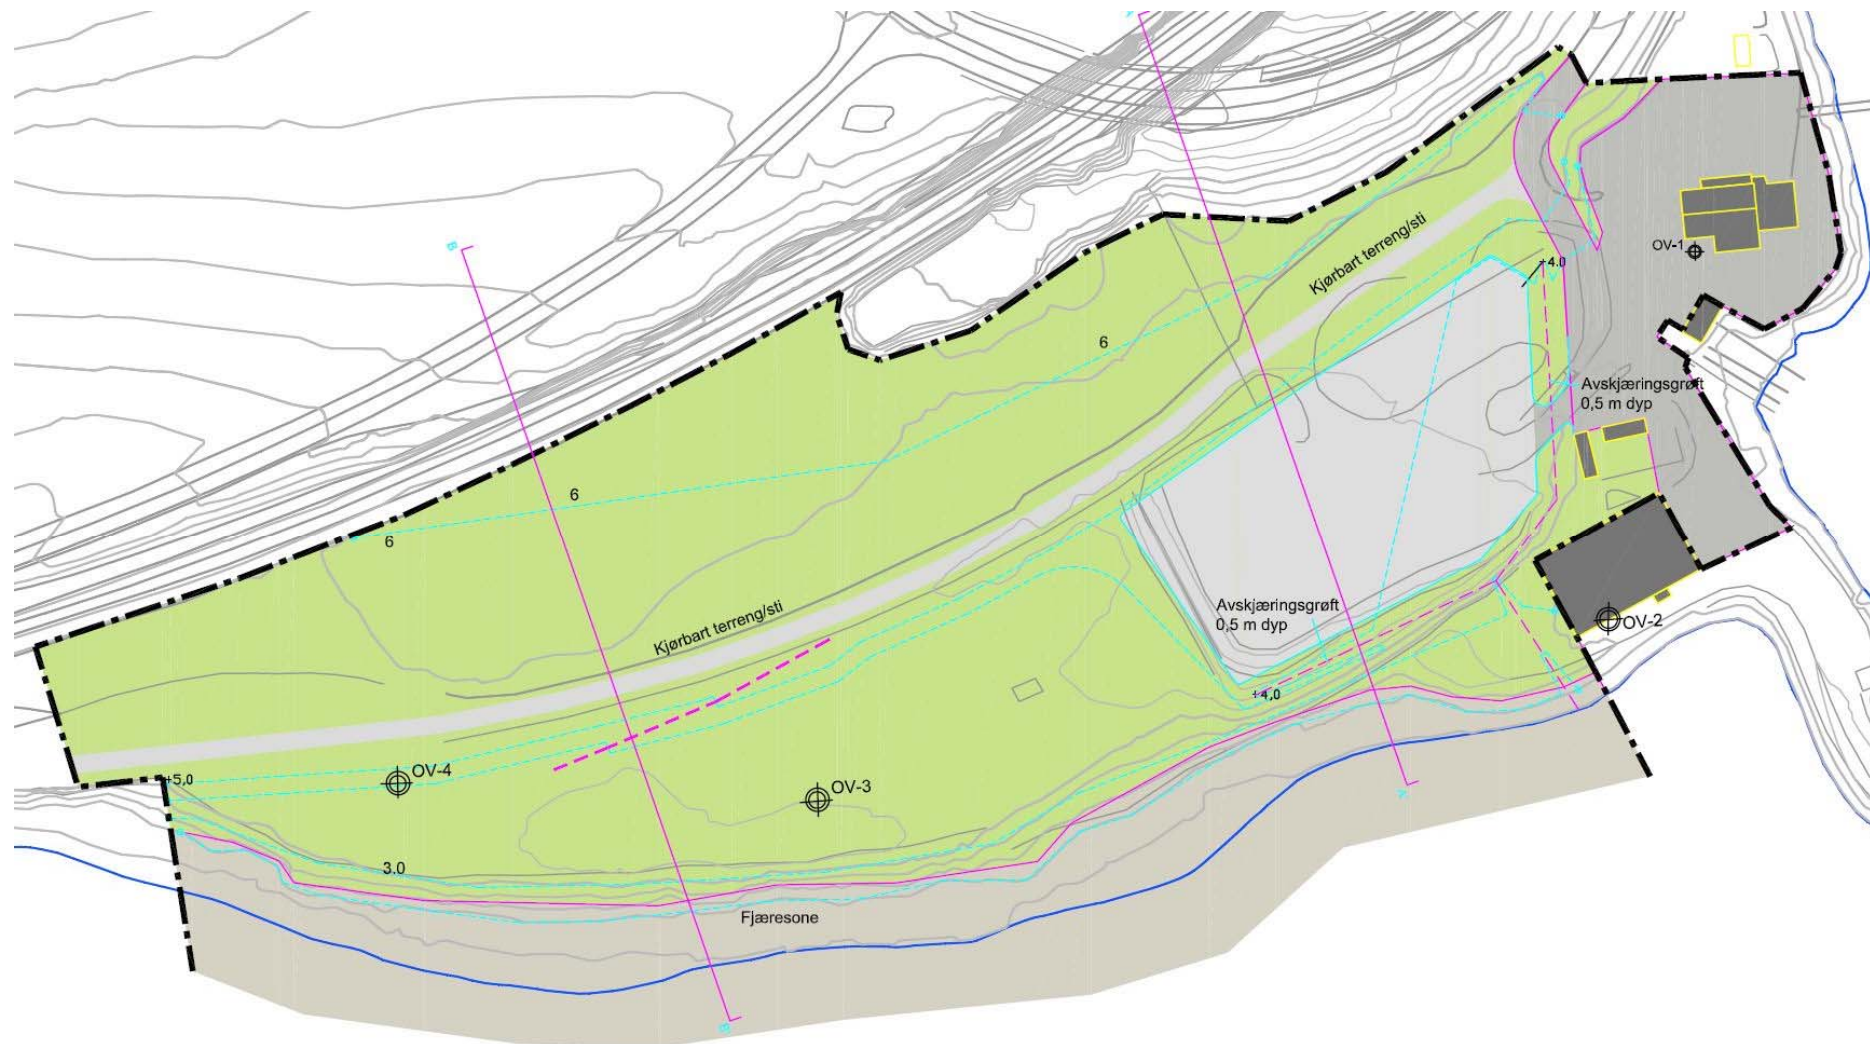 A
B
Kjørbart terreng/sti
OV-1
+4.0
6
Avskjæringsgrøft
0,5 m dyp
6
6
Avskjæringsgrøft
0,5 m dyp
OV-2
Kjørbart terreng/sti
+4,0
+5,0
OV-4
OV-3
A
3.0
Fjæresone
B